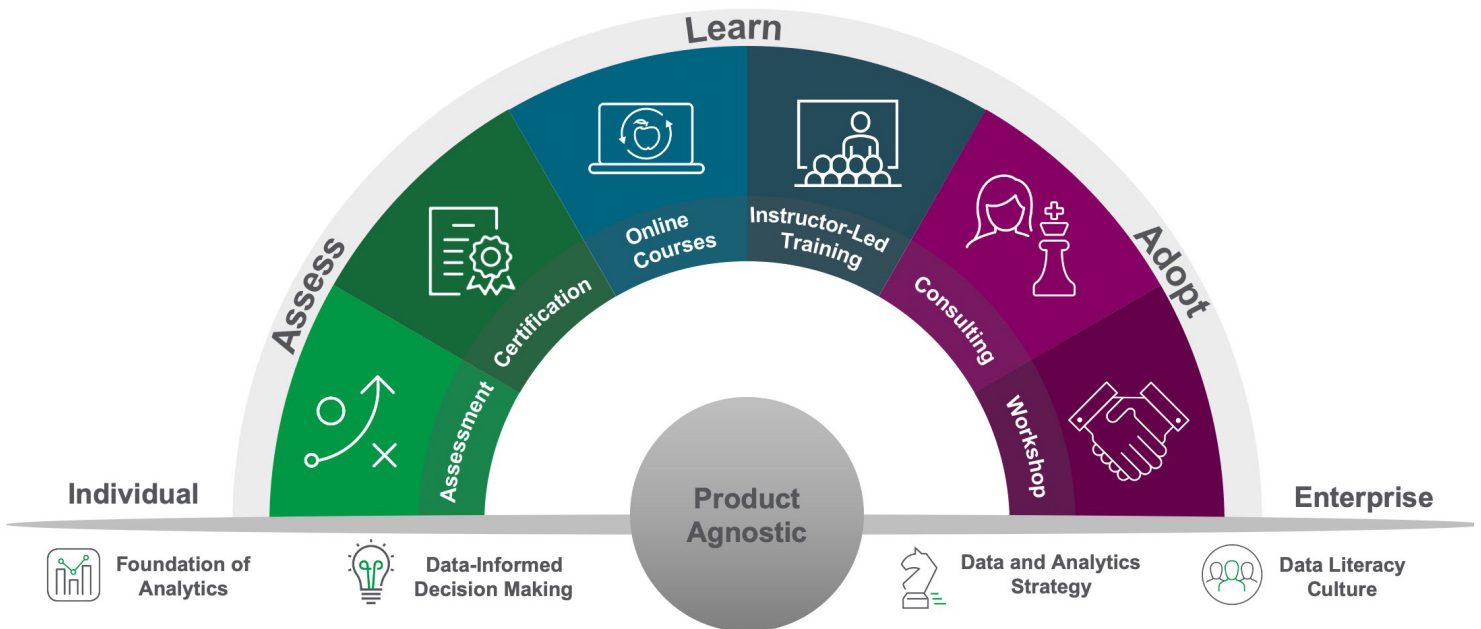 Learn
Assess
Adopt
Assessment
Certification
Online
Courses
Instructor-Led
Training
Consulting
Workshop
Individual
Product
Agnostic
Enterprise
Foundation of
Analytics
Data-Informed
Decision Making
Data and Analytics
Strategy
Data Literacy
Culture